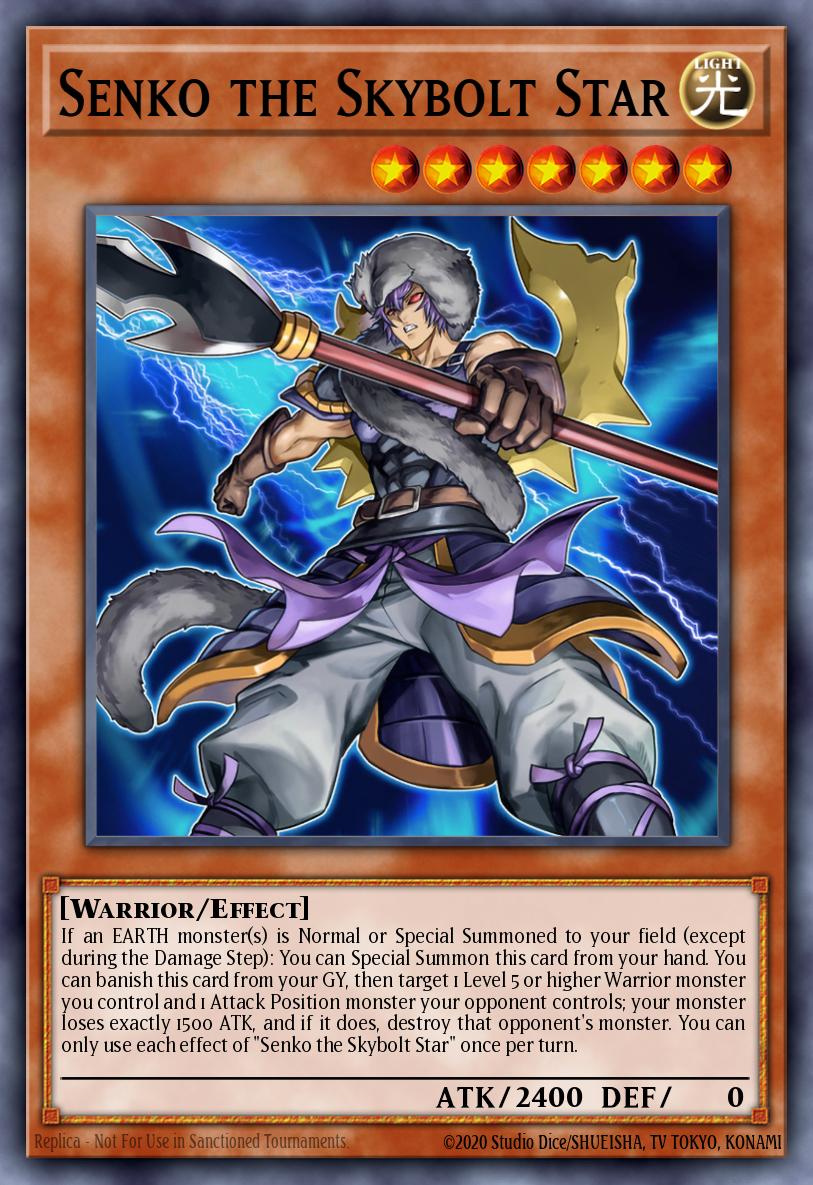 Senko the Skybolt Star
LIGHT
光
[Warrior/Effect]
If an EARTH monster(s) is Normal or Special Summoned to your field (except
during the Damage Step): You can Special Summon this card from your hand. You
can banish this card from your GY, then target 1 Level 5 or higher Warrior monster
you control and 1 Attack Position monster your opponent controls; your monster
loses exactly 1500 ATK, and if it does, destroy that opponent's monster. You can
only use each effect of "Senko the Skybolt Star" once per turn.
ATK/2400 DEF/ 0
Replica - Not For Use in Sanctioned Tournaments.
©2020 Studio Dice/SHUEISHA, TV TOKYO, KONAMI